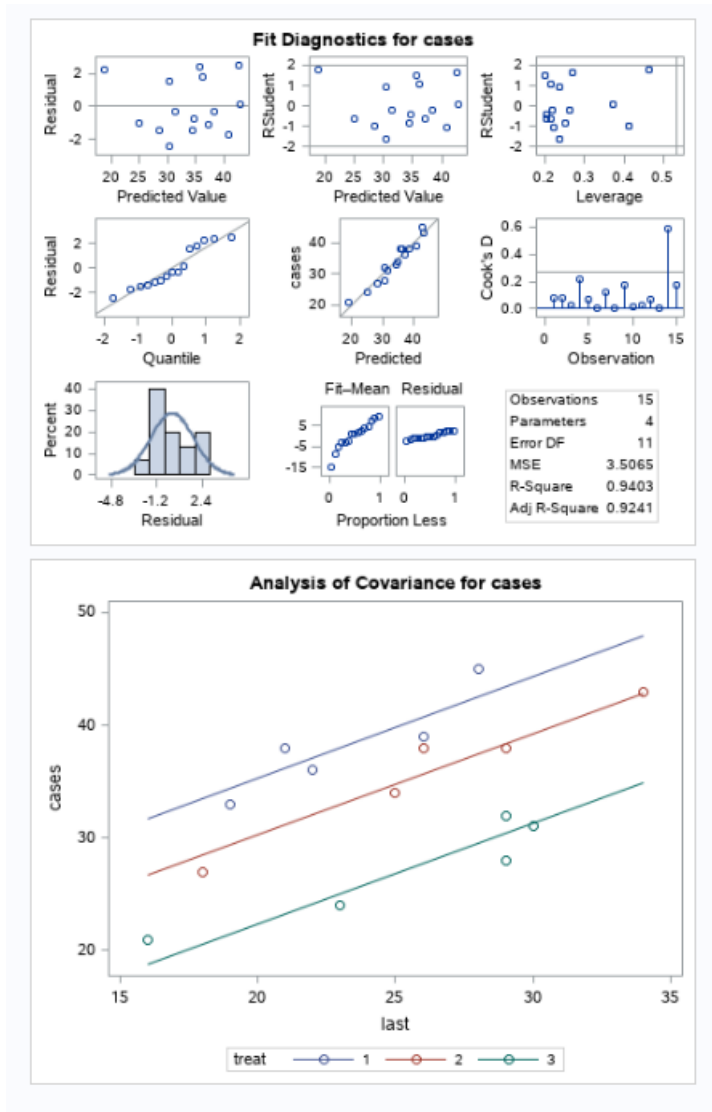 Fit Diagnostics for cases
Residual
2
0
-2
20 25 30 35 40
Predicted Value
RStudent
2
1
0
-1
-2
20 25 30 35 40
Predicted Value
RStudent
2
1
0
-1
-2
0.2 0.3 0.4 0.5
Leverage
Residual
2
0
-2
-2 -1 0 1 2
Quantile
cases
40
30
20
20 30 40
Predicted
Cook's D
0.6
0.4
0.2
0.0
0 5 10 15
Observation
Percent
40
30
20
10
0
-4.8 -1.2 2.4
Residual
Fit–Mean Residual
5
-5
-15
0 1 0 1
Proportion Less
Observations 15
Parameters 4
Error DF 11
MSE 3.5065
R-Square 0.9403
Adj R-Square 0.9241
Analysis of Covariance for cases
cases
50
40
30
20
15 20 25 30 35
last
treat 1 2 3